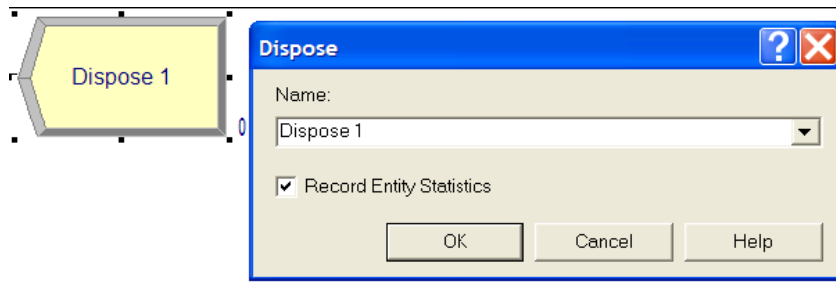 Dispose 1
0
Dispose
?
Name:
Dispose 1
Record Entity Statistics
OK Cancel Help